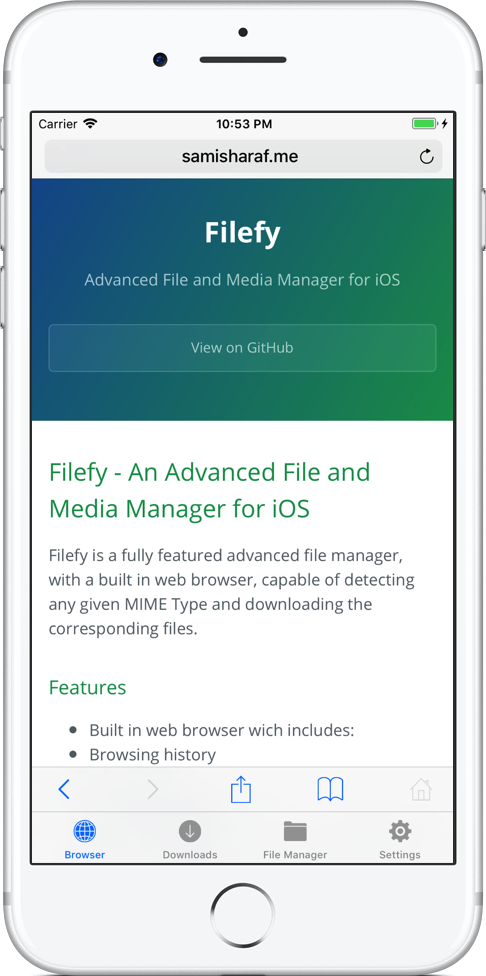 Carrier 10:53 PM
samisharaf.me
Filefy
Advanced File and Media Manager for iOS
View on GitHub
Filefy - An Advanced File and
Media Manager for iOS
Filefy is a fully featured advanced file manager,
with a built in web browser, capable of detecting
any given MIME Type and downloading the
corresponding files.
Features
Built in web browser wich includes:
Browsing history
Browser Downloads File Manager Settings